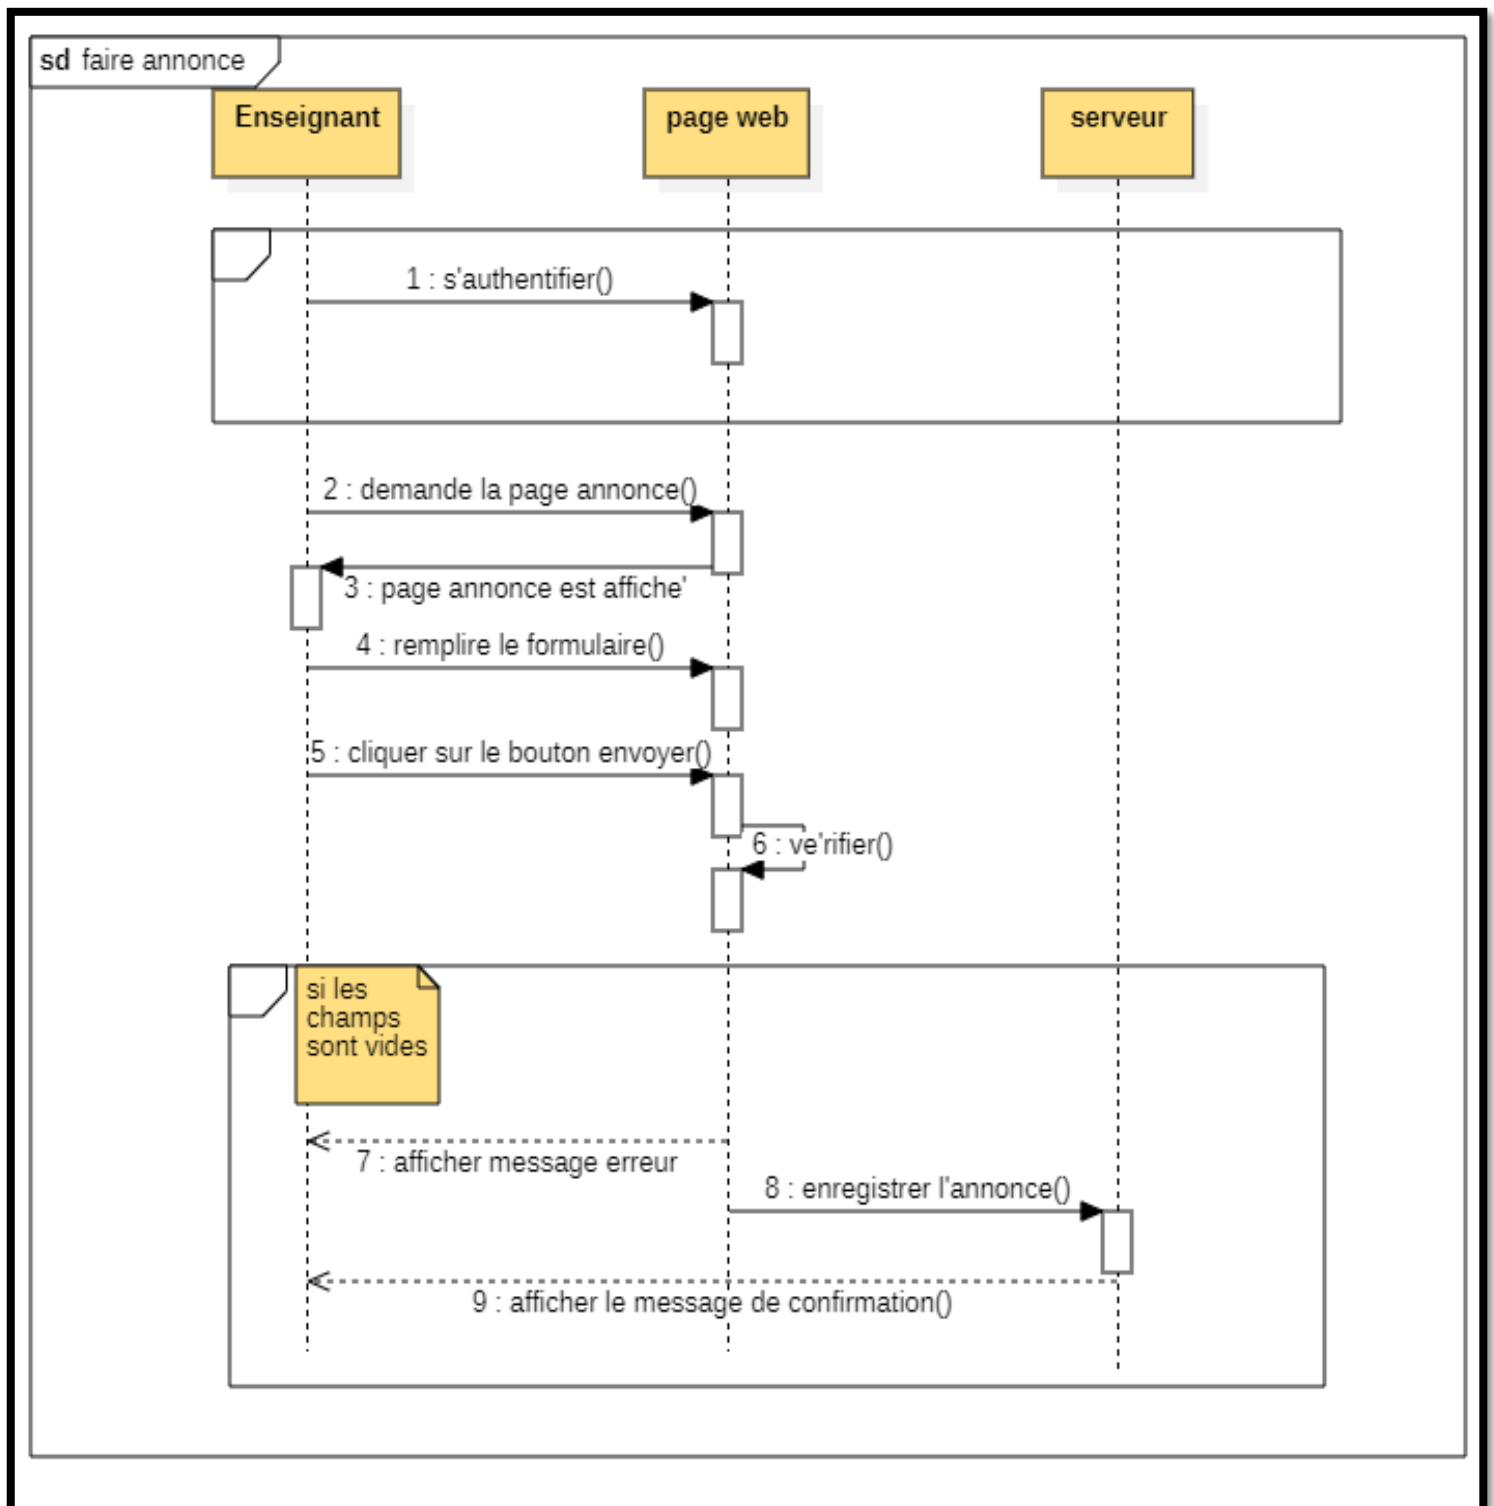 sd faire annonce
Enseignant
page web
serveur
1 : s'authentifier()
2 : demande la page annonce()
3 : page annonce est affiche'
4 : remplire le formulaire()
5 : cliquer sur le bouton envoyer()
6 : ve'rifier()
si les
champs
sont vides
7 : afficher message erreur
8 : enregistrer l'annonce()
9 : afficher le message de confirmation()